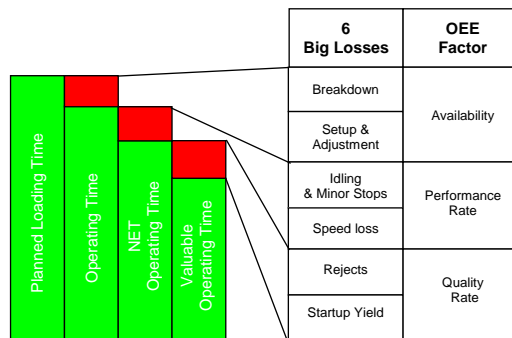 6
Big Losses
OEE
Factor
Breakdown
Availability
Setup &
Adjustment
Idling
& Minor Stops
Performance
Rate
Speed loss
Rejects
Quality
Rate
Startup Yield
Planned Loading Time
Operating Time
NET
Operating Time
Valuable
Operating Time